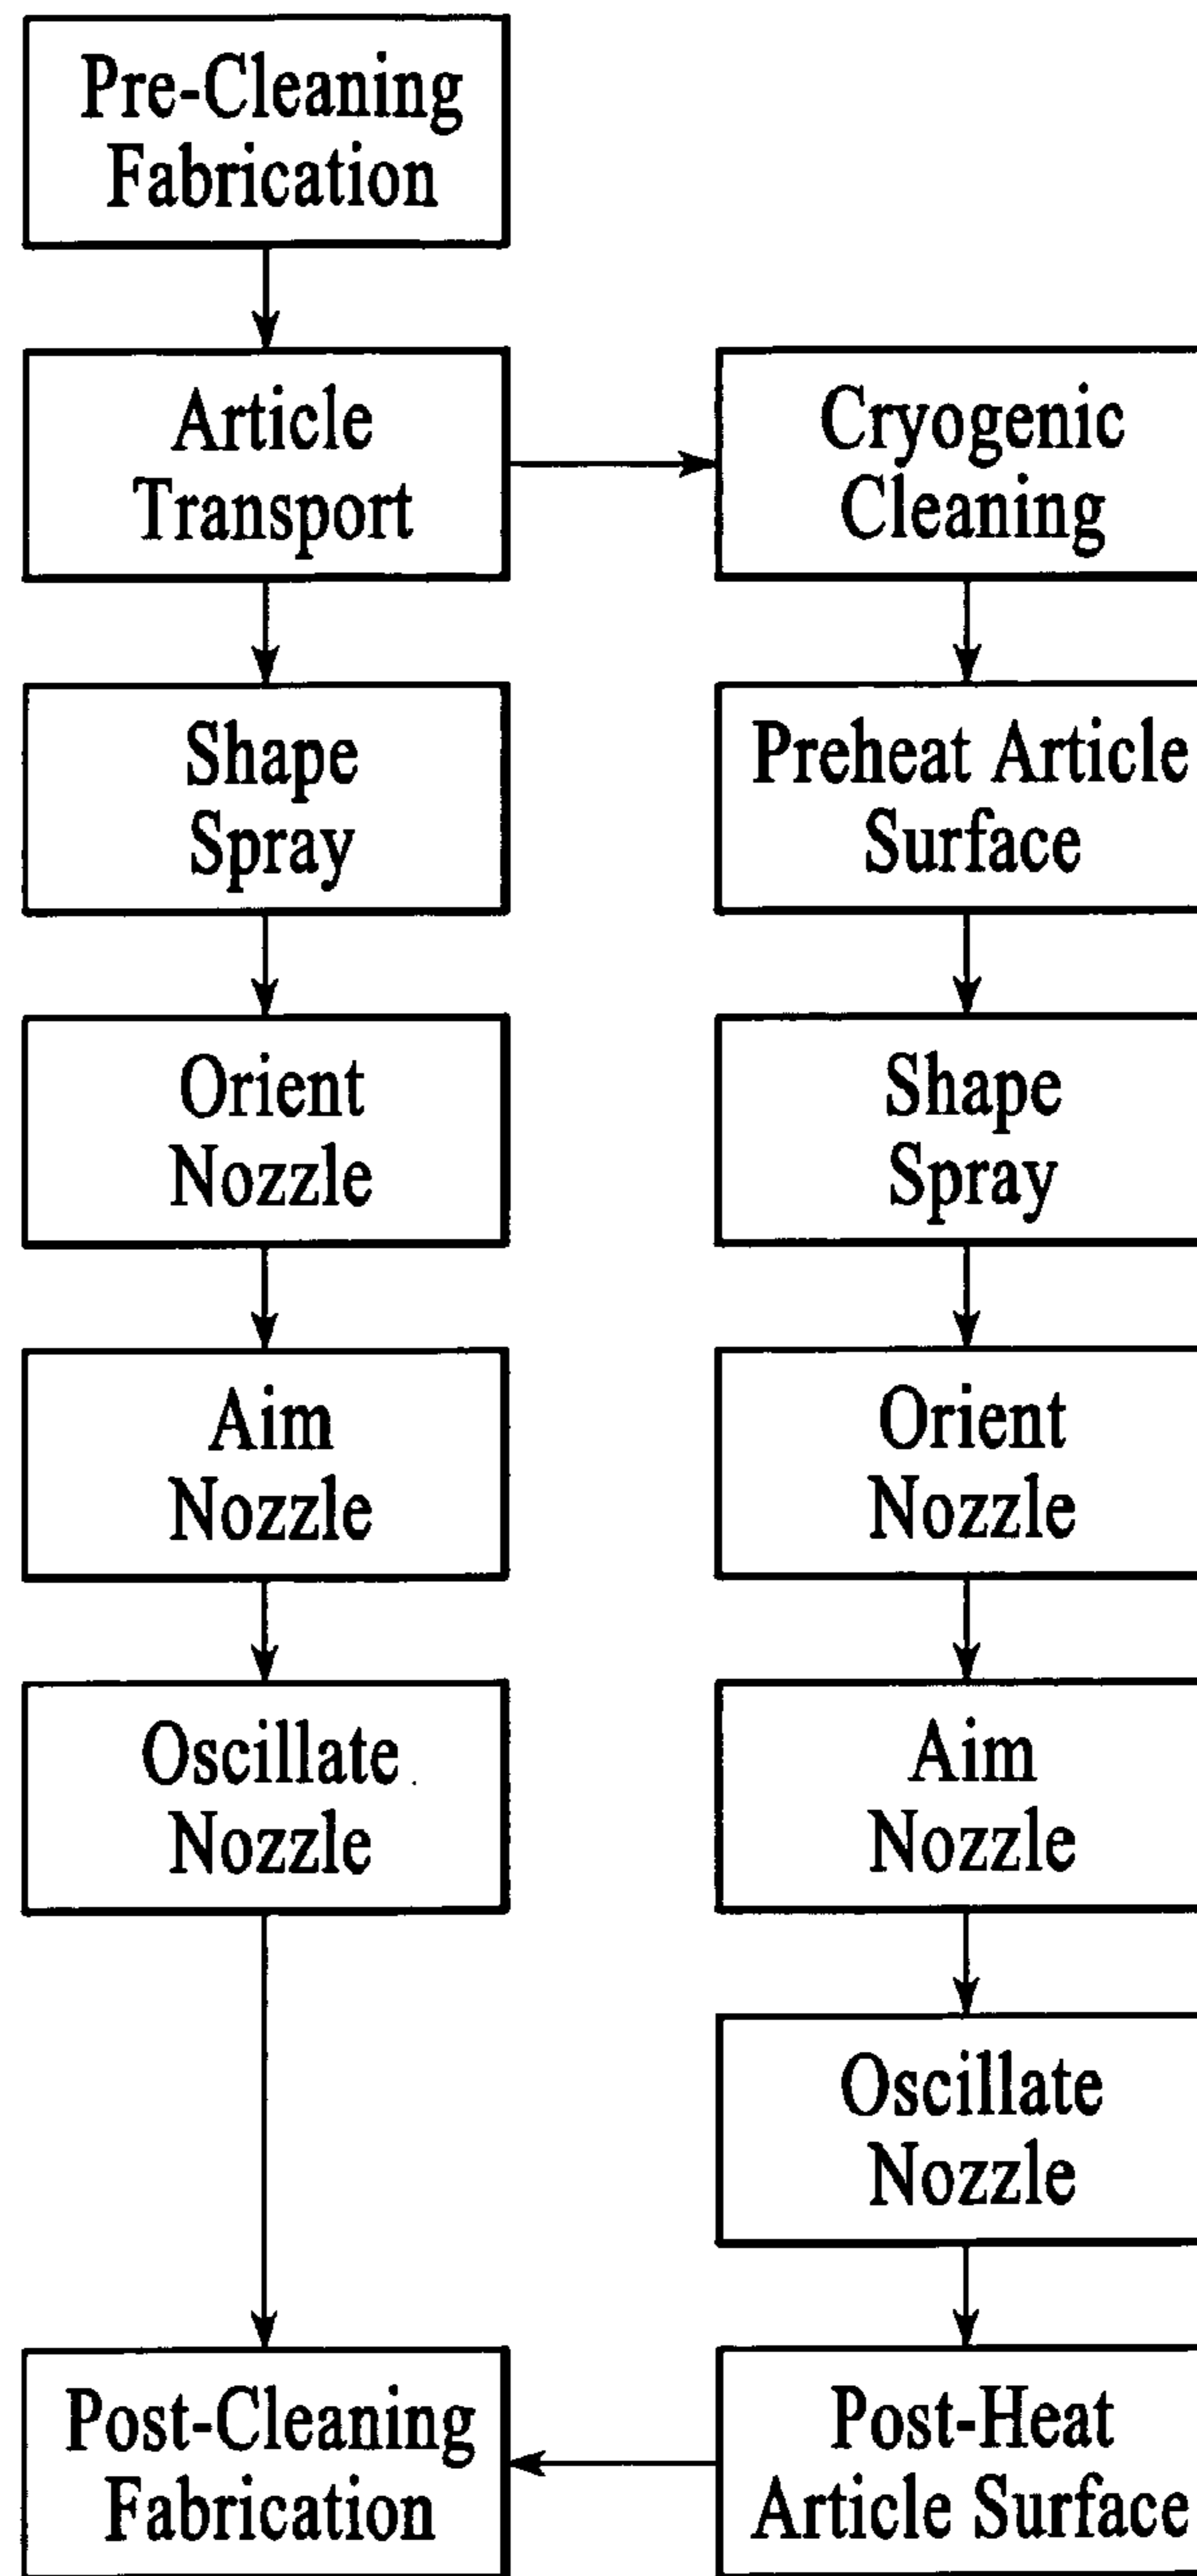 Pre-Cleaning
Fabrication
Article
Transport
Shape
Spray
Orient
Nozzle
Aim
Nozzle
Oscillate
Nozzle
Post-Cleaning
Fabrication
Cryogenic
Cleaning
Preheat Article
Surface
Shape
Spray
Orient
Nozzle
Aim
Nozzle
Oscillate
Nozzle
Post-Heat
Article Surface